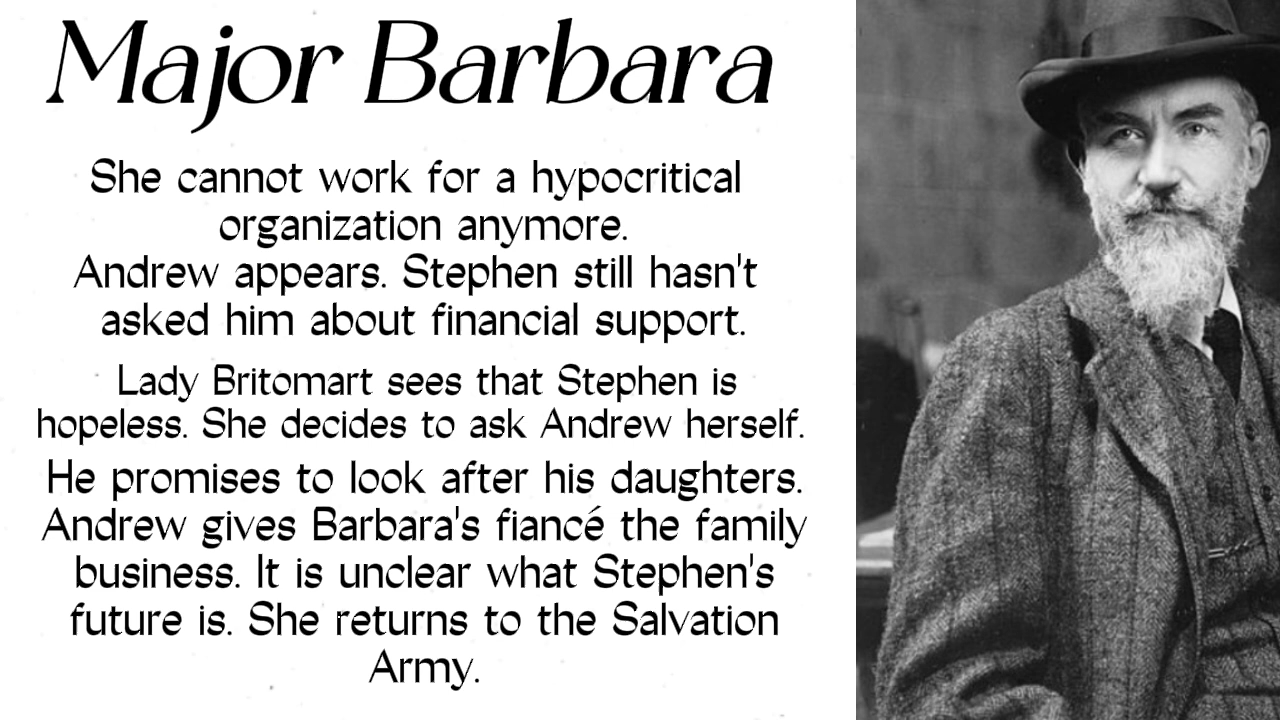 Major Barbara
She cannot work for a hypocritical
organization anymore.
Andrew appears. Stephen still hasn't
asked him about financial support.
Lady Britomart sees that Stephen is
hopeless. She decides to ask Andrew herself.
He promises to look after his daughters.
Andrew gives Barbara's fiancé the family
business. It is unclear what Stephen's
future is. She returns to the Salvation
Army.